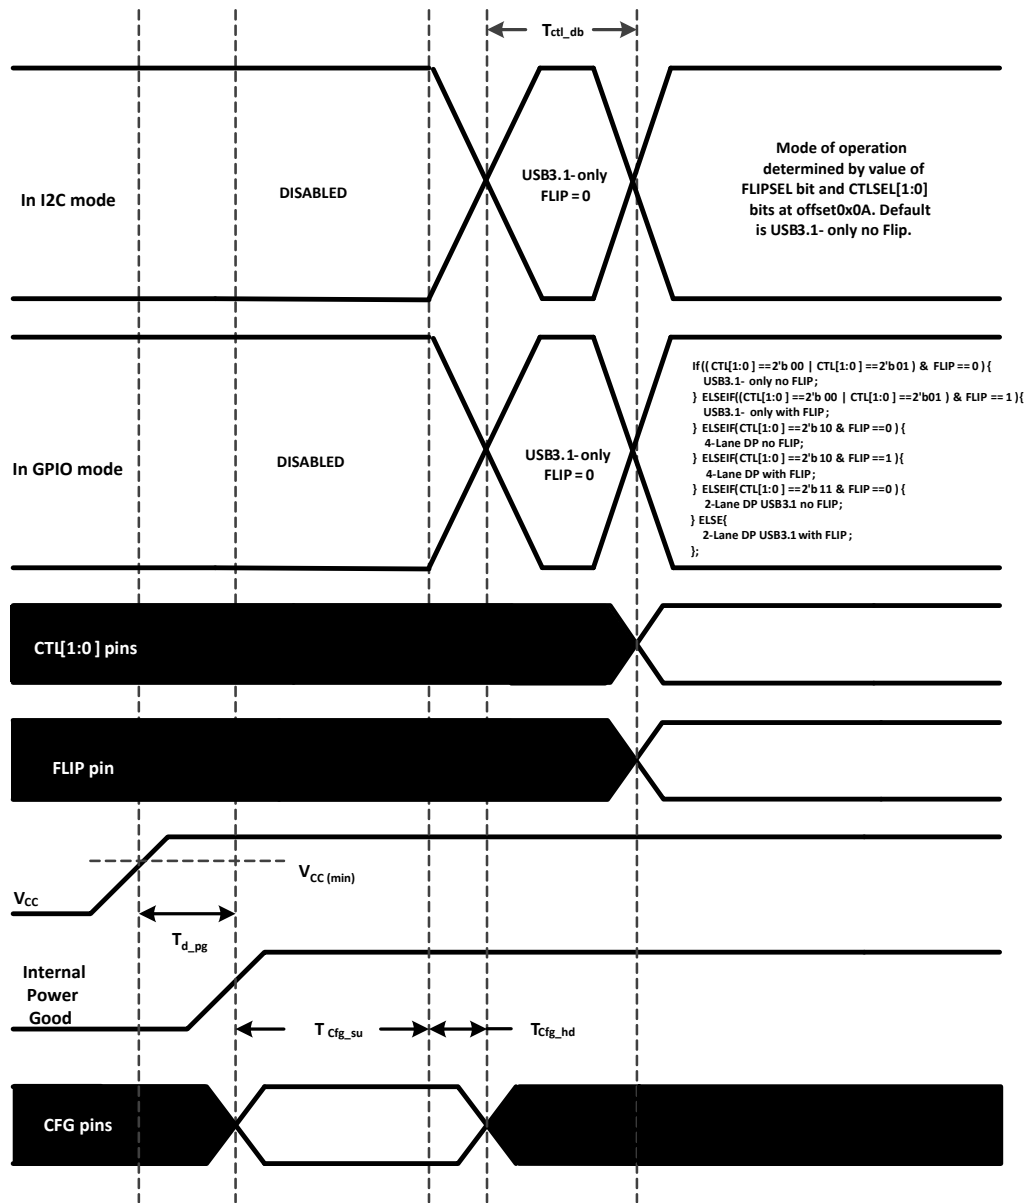 Tctl_db
In I2C mode
DISABLED
USB3.1- only
FLIP = 0
Mode of operation
determined by value of
FLIPSEL bit and CTLSEL[1:0]
bits at offset0x0A. Default
is USB3.1- only no Flip.
In GPIO mode
DISABLED
USB3.1- only
FLIP = 0
If(( CTL[1:0 ] ==2'b 00 | CTL[1:0 ] ==2'b 01 ) & FLIP == 0 ) {
USB3.1- only no FLIP ;
} ELSEIF((CTL[1:0 ] ==2'b 00 | CTL[1:0 ] ==2'b01 ) & FLIP == 1 ){
USB3.1- only with FLIP ;
} ELSEIF(CTL[1:0 ] ==2'b 10 & FLIP ==0 ) {
4-Lane DP no FLIP;
} ELSEIF(CTL[1:0 ] ==2'b 10 & FLIP ==1 ){
4-Lane DP with FLIP;
} ELSEIF(CTL[1:0 ] ==2'b 11 & FLIP ==0 ) {
2-Lane DP USB3.1 no FLIP ;
} ELSE{
2-Lane DP USB3.1 with FLIP ;
};
CTL[1:0 ] pins
FLIP pin
VCC (min)
VCC
Td_pg
Internal
Power
Good
T Cfg_su
TCfg_hd
CFG pins